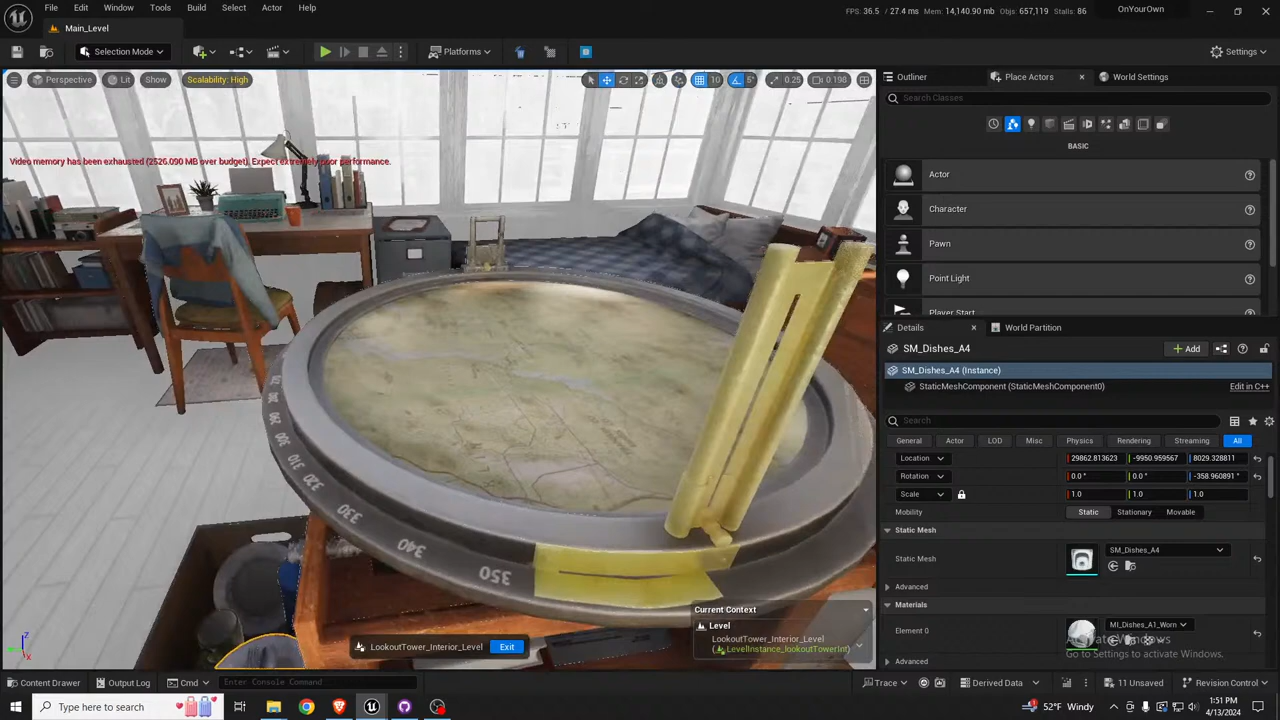 File Edit Window Tools Build Select Actor Help
FPS: 36.5 / 27.4 ms Mem: 14,140.90 mb Objs: 657,119 Stalls: 86
OnYourOwn
Main_Level
Selection Mode
Platforms
Settings
Perspective Lit Show Scalability: High
10 5° 0.25 0.198
Outliner Place Actors World Settings
Search Classes
BASIC
Video memory has been exhausted (2526.090 MB over budget). Expect extremely poor performance.
Actor
Character
Pawn
Point Light
Player Start
Details World Partition
SM_Dishes_A4
Add
SM_Dishes_A4 (Instance)
StaticMeshComponent (StaticMeshComponent0) Edit in C++
Search
General Actor LOD Misc Physics Rendering Streaming All
Location 29862.813623 -9950.959567 8029.328811
Rotation 0.0 ° 0.0 ° -358.960891 °
Scale 1.0 1.0 1.0
Mobility Static Stationary Movable
Static Mesh
Static Mesh SM_Dishes_A4
Advanced
Materials
Element 0 MI_Dishes_A1_Worn
Advanced
Activate Windows
Go to Settings to activate Windows.
300
310
320
330
340
350
Current Context
Level
LookoutTower_Interior_Level
(LevelInstance_lookoutTowerInt)
LookoutTower_Interior_Level Exit
Content Drawer Output Log Cmd Enter Console Command
Trace Derived Data 11 Unsaved Revision Control
Type here to search
52°F Windy
1:51 PM
4/13/2024